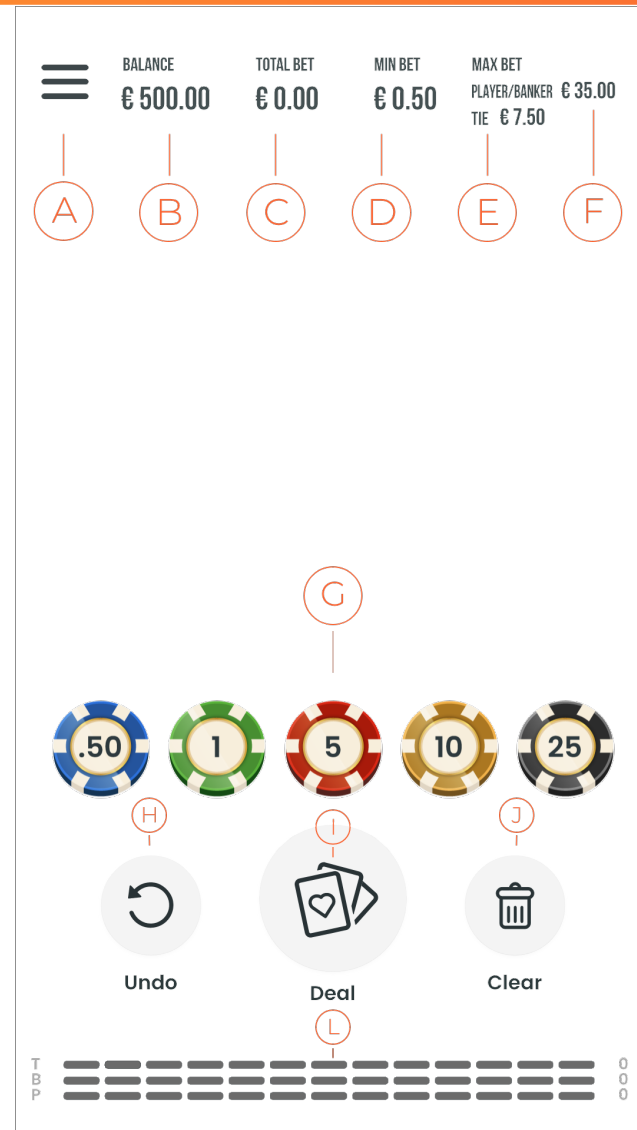 BALANCE TOTAL BET MIN BET MAX BET
€ 500.00 € 0.00 € 0.50 PLAYER/BANKER € 35.00
TIE € 7.50
A B C D E F
G
.50 1 5 10 25
H I J
Undo Deal Clear
L
T 0
B 0
P 0